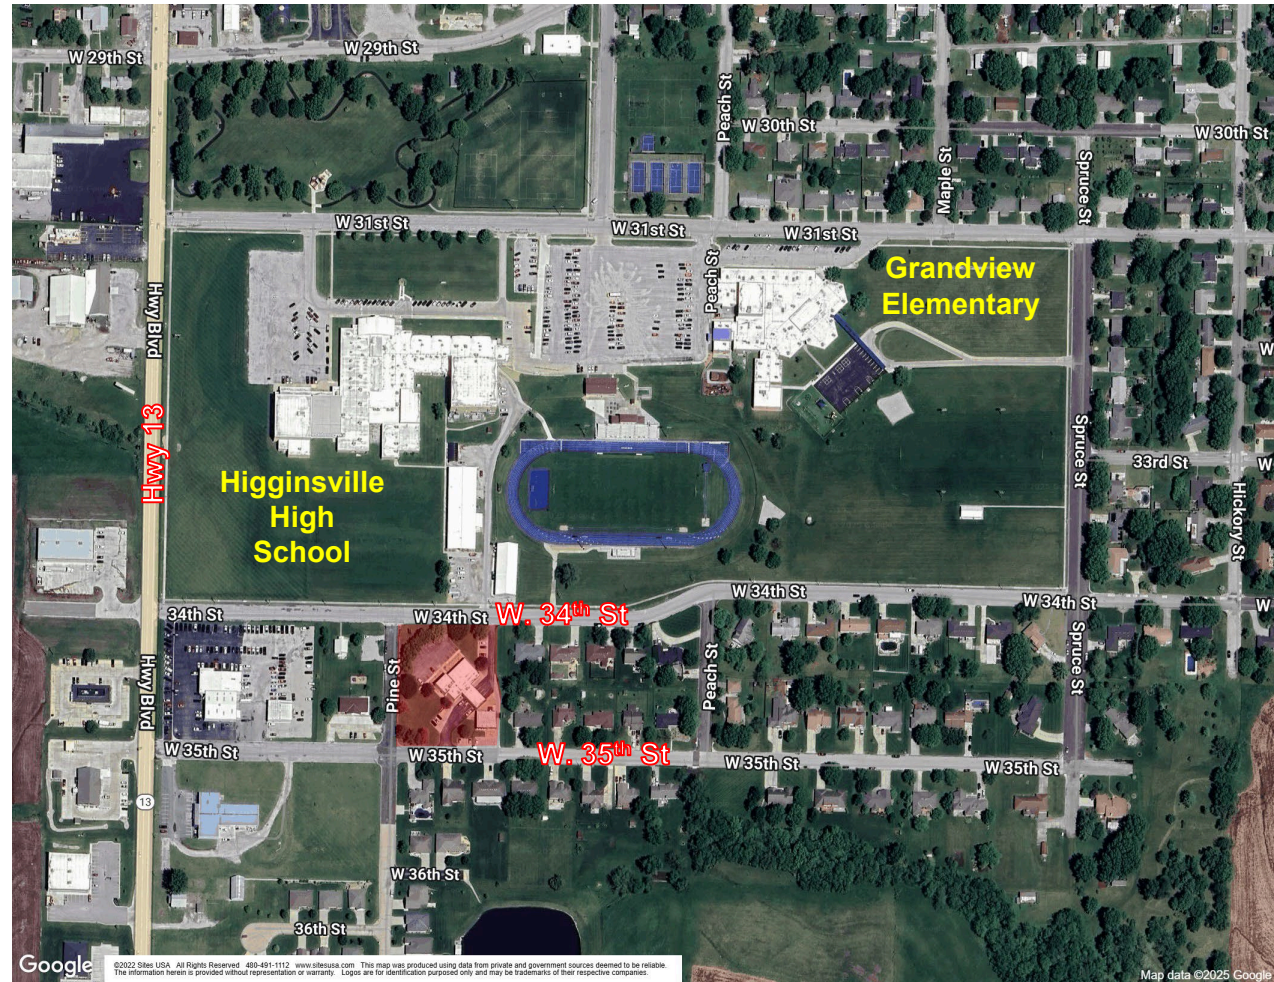 W 29th St
W 29th St
Peach St
W 30th St
W 30th St
Maple St
Spruce St
W 31st St
W 31st St
W 31st St
Peach St
Grandview
Elementary
Hwy Blvd
W
Hwy 13
Spruce St
33rd St
W
Hickory St
Higginsville
High
School
34th St
W 34th St
W. 34th St
W 34th St
W 34th St
W
Hwy Blvd
Pine St
Peach St
Spruce St
W 35th St
W 35th St
W. 35th St
W 35th St
W 35th St
13
W 36th St
36th St
Google
©2022 Sites USA All Rights Reserved 480-491-1112 www.sitesusa.com This map was produced using data from private and government sources deemed to be reliable.
The information herein is provided without representation or warranty. Logos are for identification purposed only and may be trademarks of their respective companies.
Map data ©2025 Google